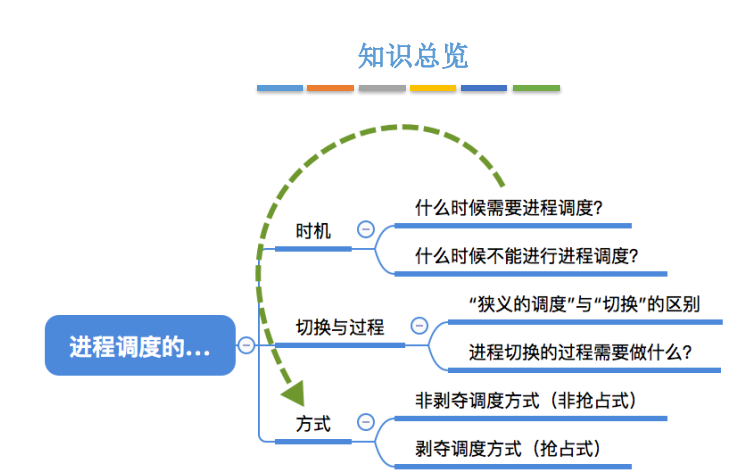 知识总览
什么时候需要进程调度?
时机
什么时候不能进行进程调度?
“狭义的调度”与“切换”的区别
切换与过程
进程调度的...
进程切换的过程需要做什么?
非剥夺调度方式（非抢占式）
方式
剥夺调度方式（抢占式）